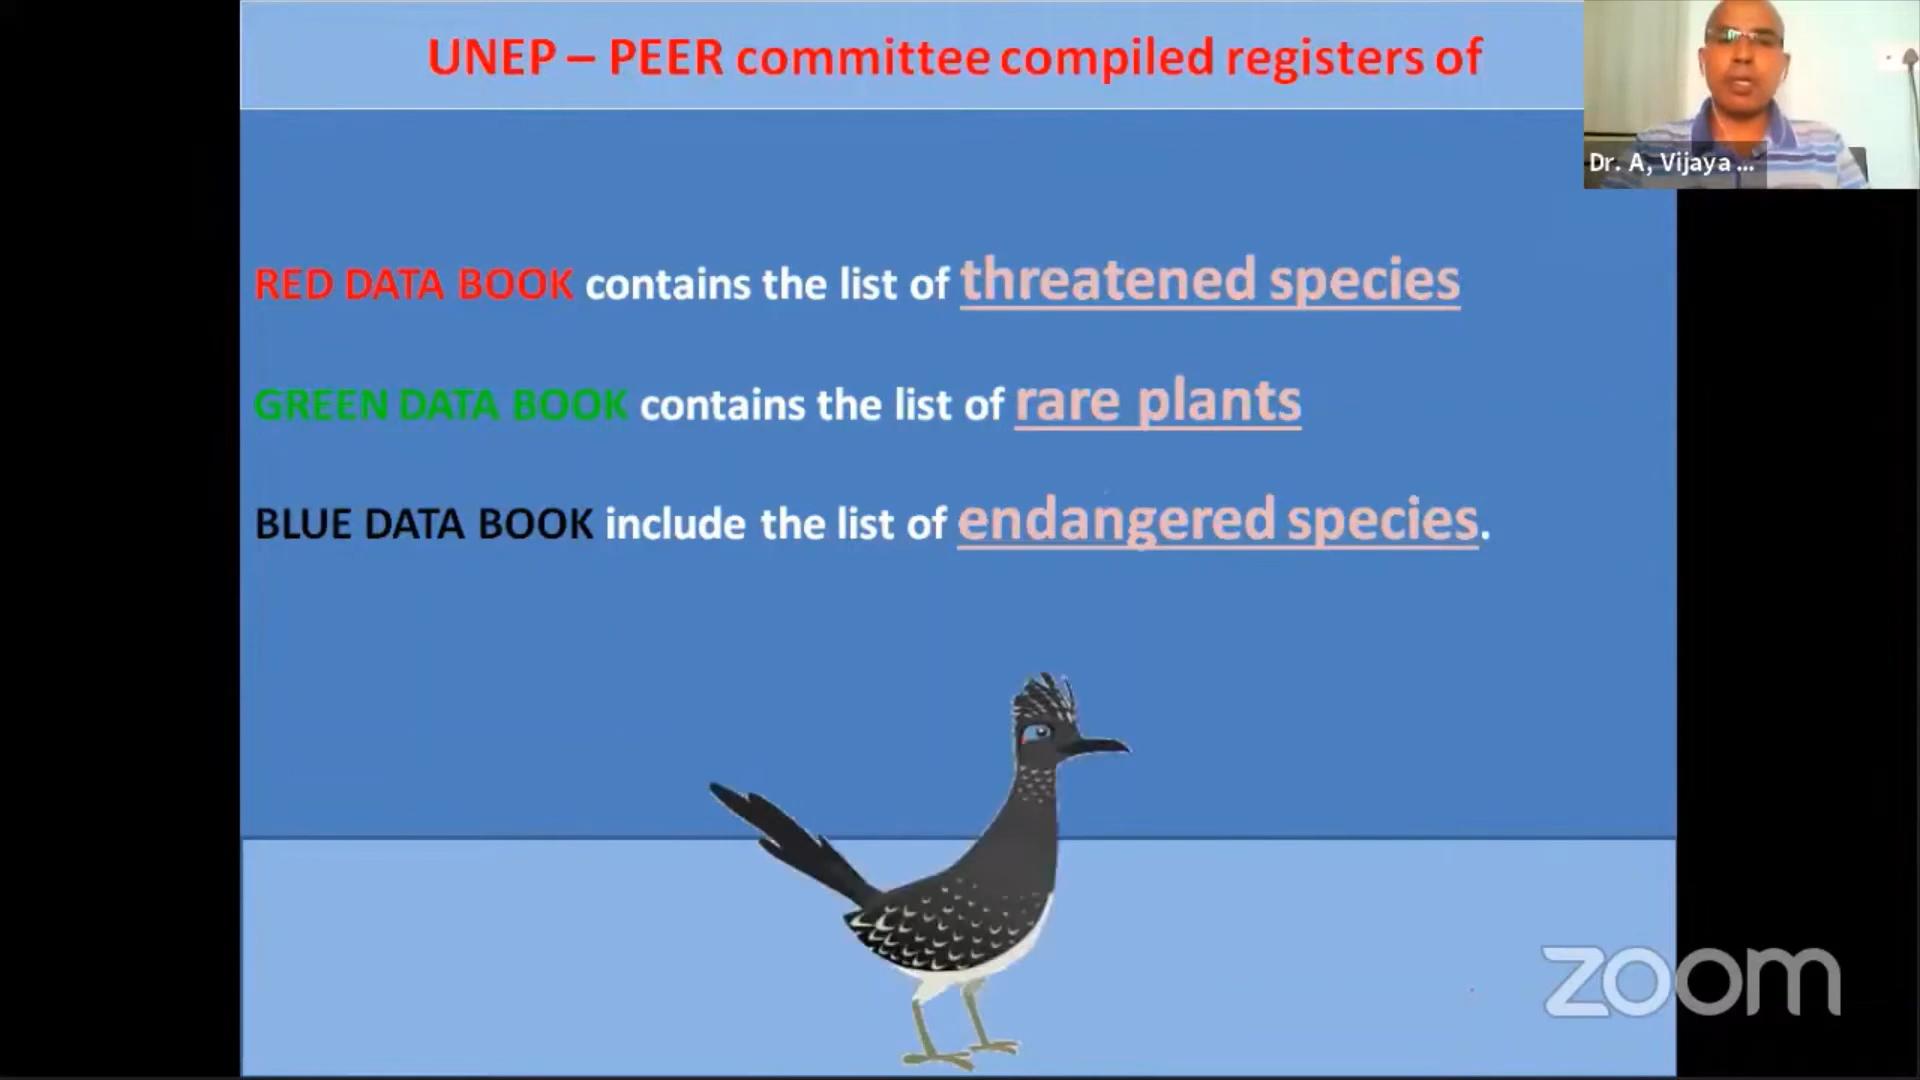 UNEP – PEER committee compiled registers of
Dr. A, Vijaya ...
RED DATA BOOK contains the list of threatened species
GREEN DATA BOOK contains the list of rare plants
BLUE DATA BOOK include the list of endangered species.
zoom